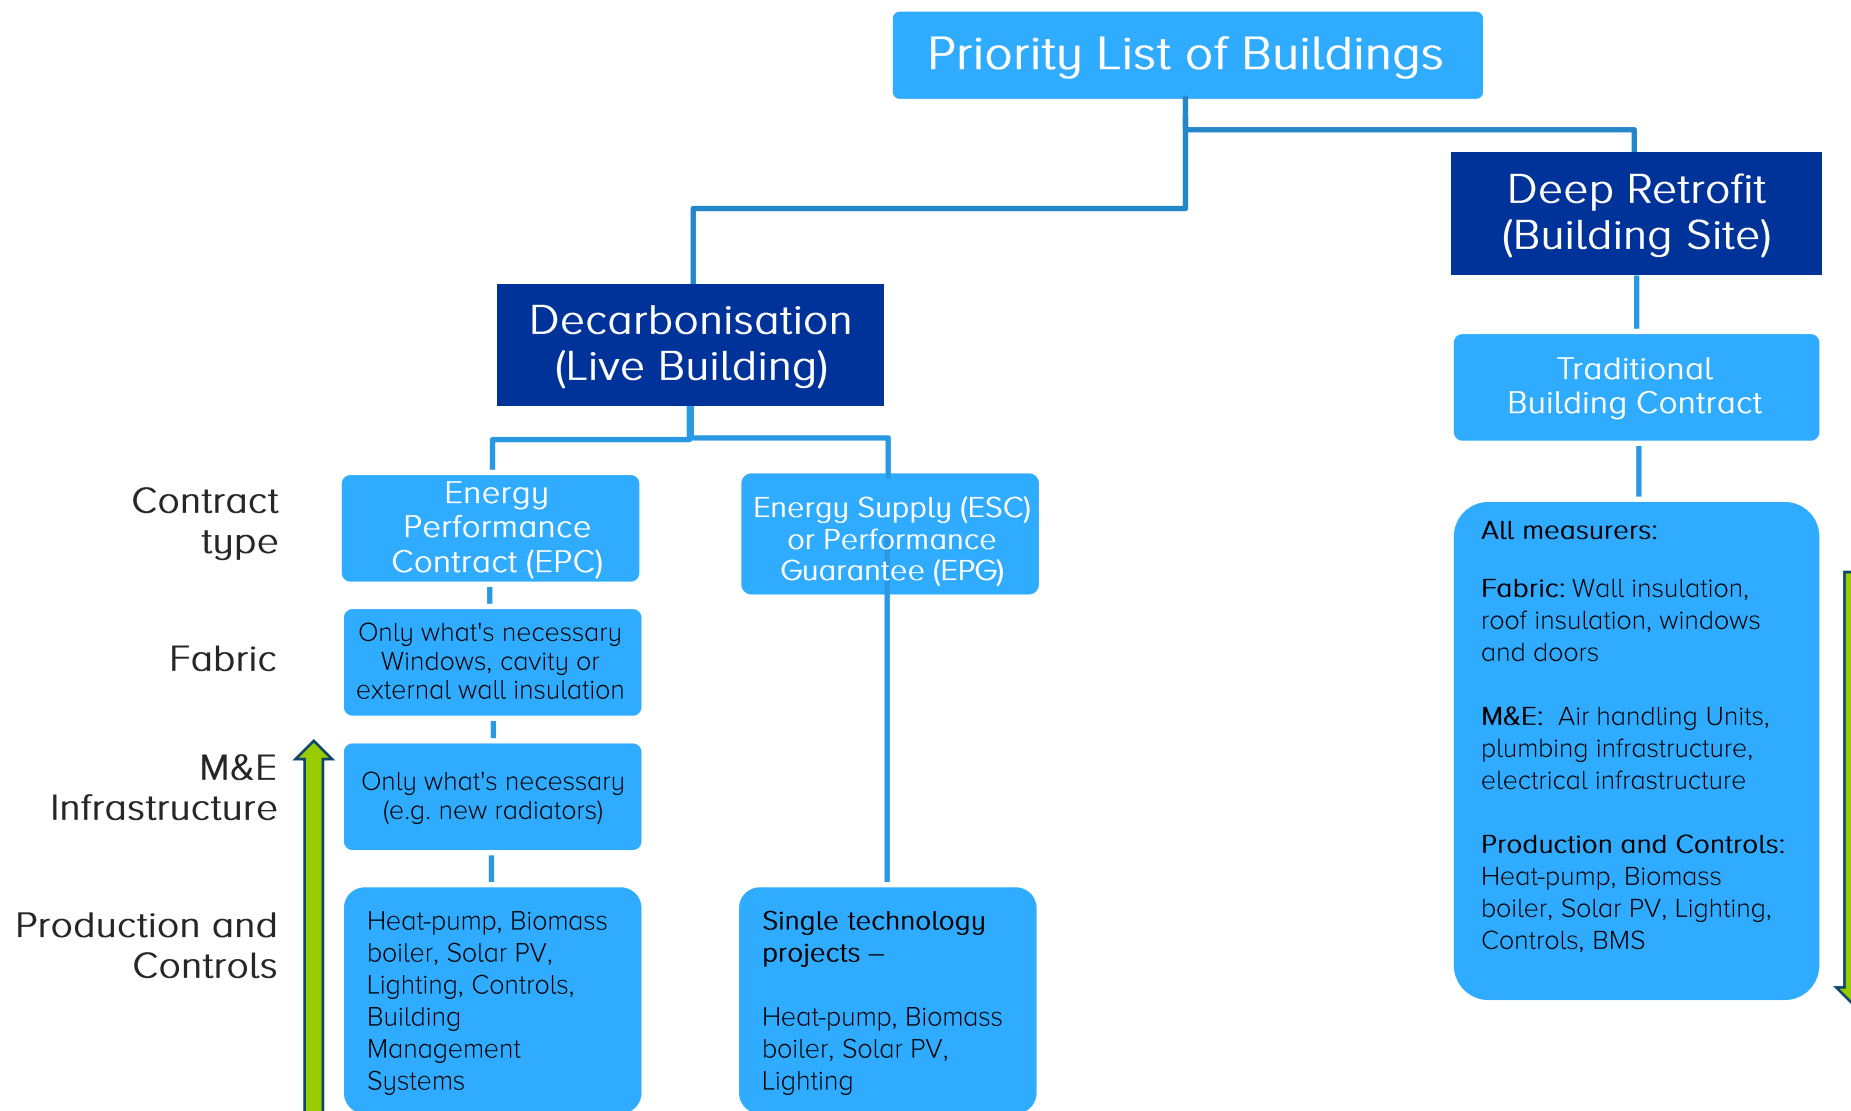 Priority List of Buildings
Deep Retrofit
(Building Site)
Decarbonisation
(Live Building)
Traditional
Building Contract
Contract
type
Energy
Performance
Contract (EPC)
Energy Supply (ESC)
or Performance
Guarantee (EPG)
All measurers:
Fabric: Wall insulation,
roof insulation, windows
and doors
M&E:  Air handling Units,
plumbing infrastructure,
electrical infrastructure
Production and Controls:
Heat-pump, Biomass
boiler, Solar PV, Lighting,
Controls, BMS
Fabric
Only what's necessary
Windows, cavity or
external wall insulation
M&E
Infrastructure
Only what's necessary
(e.g. new radiators)
Production and
Controls
Heat-pump, Biomass
boiler, Solar PV,
Lighting, Controls,
Building
Management
Systems
Single technology
projects –
Heat-pump, Biomass
boiler, Solar PV,
Lighting